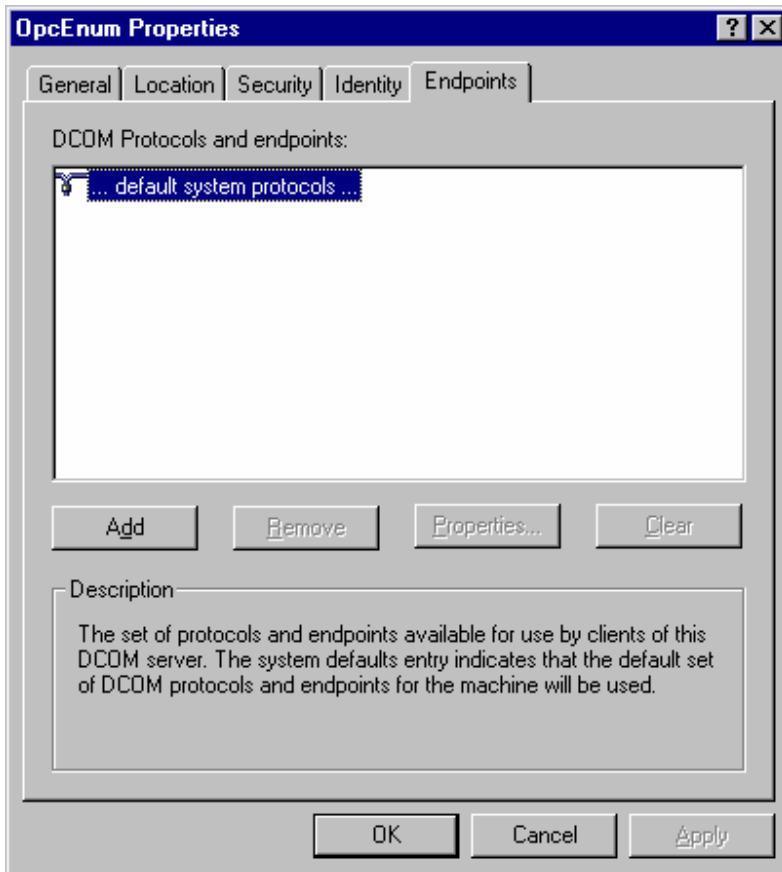 OpcEnum Properties
General Location Security Identity Endpoints
DCOM Protocols and endpoints:
... default system protocols ...
Add Remove Properties... Clear
Description
The set of protocols and endpoints available for use by clients of this
DCOM server. The system defaults entry indicates that the default set
of DCOM protocols and endpoints for the machine will be used.
OK Cancel Apply